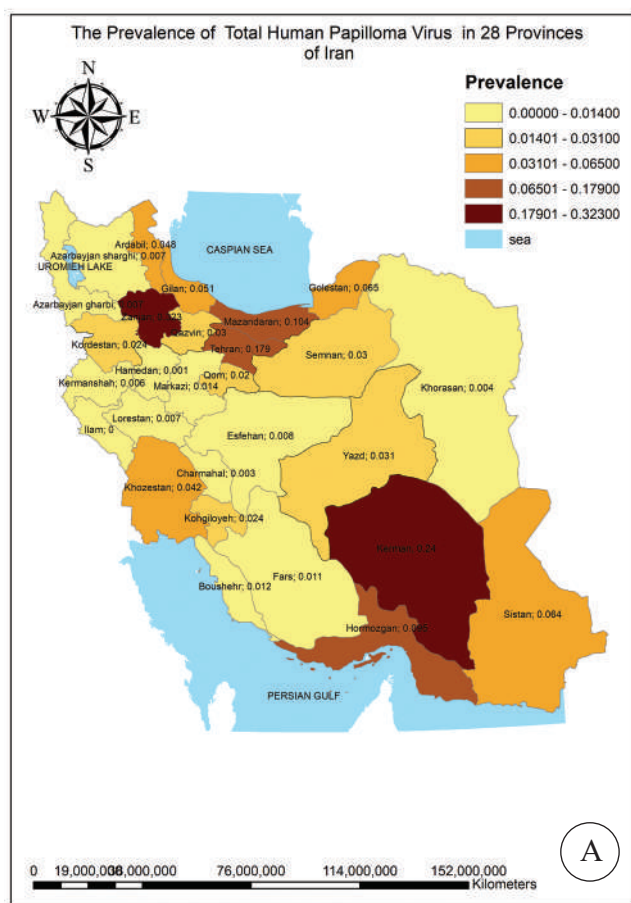 The Prevalence of Total Human Papilloma Virus in 28 Provinces
of Iran
N
W
E
S
Prevalence
0.00000 - 0.01400
0.01401 - 0.03100
0.03101 - 0.06500
0.06501 - 0.17900
0.17901 - 0.32300
sea
Ardabil; 0.048
Azarbayjan sharghi; 0.007
UROMIEH LAKE
CASPIAN SEA
Gilan; 0.051
Golestan; 0.065
Azarbayjan gharbi;
Mazandaran; 0.104
0.03
Kordestan; 0.024
Tehran; 0.179
Semnan; 0.03
Hamedan; 0.001
Qom; 0.02
Khorasan; 0.004
Kermanshah; 0.006
Markazi; 0.014
Lorestan; 0.007
Ilam; 0
Esfehan; 0.008
Yazd; 0.031
Charmahal; 0.003
Khozestan; 0.042
Kohgiloyeh; 0.024
Kerman; 0.24
Boushehr; 0.012
Fars; 0.011
Sistan; 0.064
Hormozgan;
PERSIAN GULF
A
0 19,000,000 38,000,000 76,000,000 114,000,000 152,000,000
Kilometers